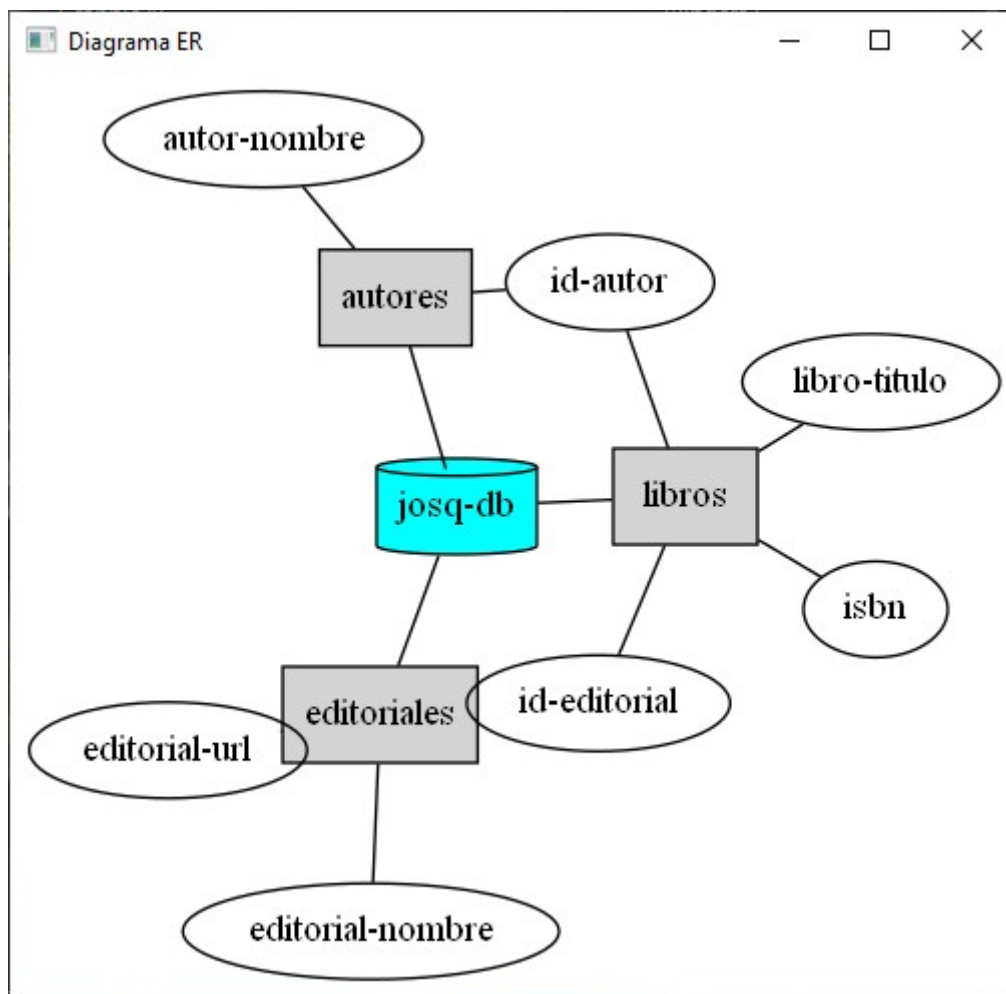 Diagrama ER
autor-nombre
autores
id-autor
libro-titulo
josq-db
libros
isbn
editoriales
id-editorial
editorial-url
editorial-nombre